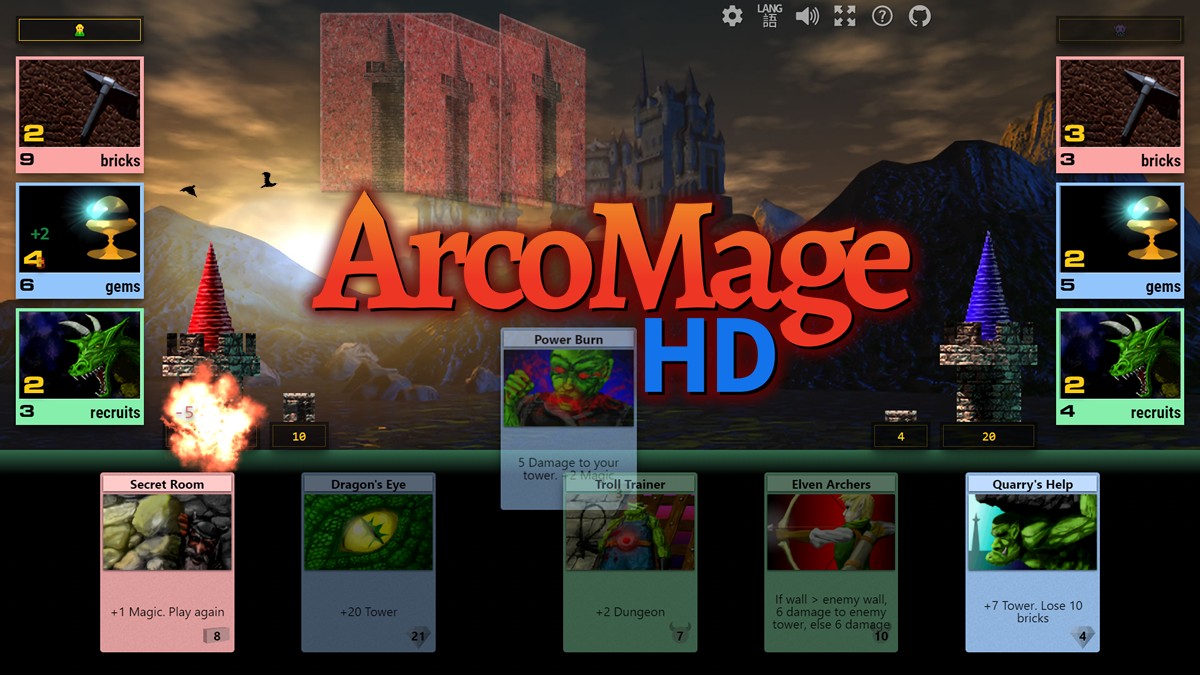 LANG
語
2
9 bricks
+2
4
6 gems
2
3 recruits
3
3 bricks
2
5 gems
2
4 recruits
ArcoMage
HD
-5
10
4
20
Power Burn
5 Damage to your
tower. +2 Magic
Secret Room
+1 Magic. Play again
8
Dragon's Eye
+20 Tower
21
Troll Trainer
+2 Dungeon
7
Elven Archers
If wall > enemy wall,
6 damage to enemy
tower, else 6 damage
10
Quarry's Help
+7 Tower. Lose 10
bricks
4